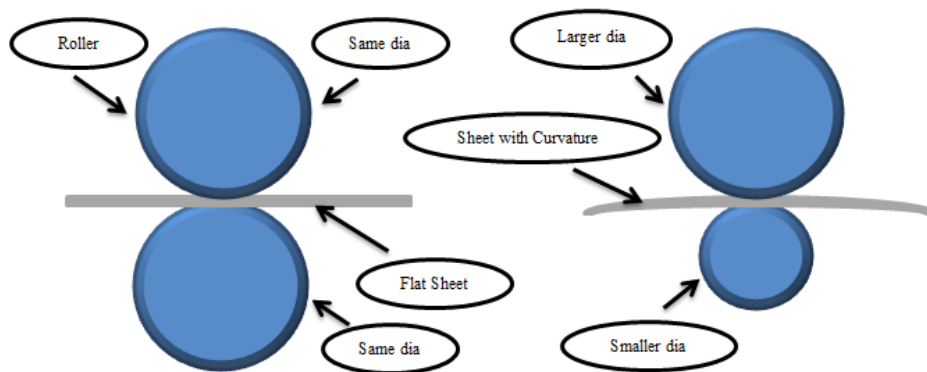 Roller
Same dia
Larger dia
Sheet with Curvature
Flat Sheet
Same dia
Smaller dia